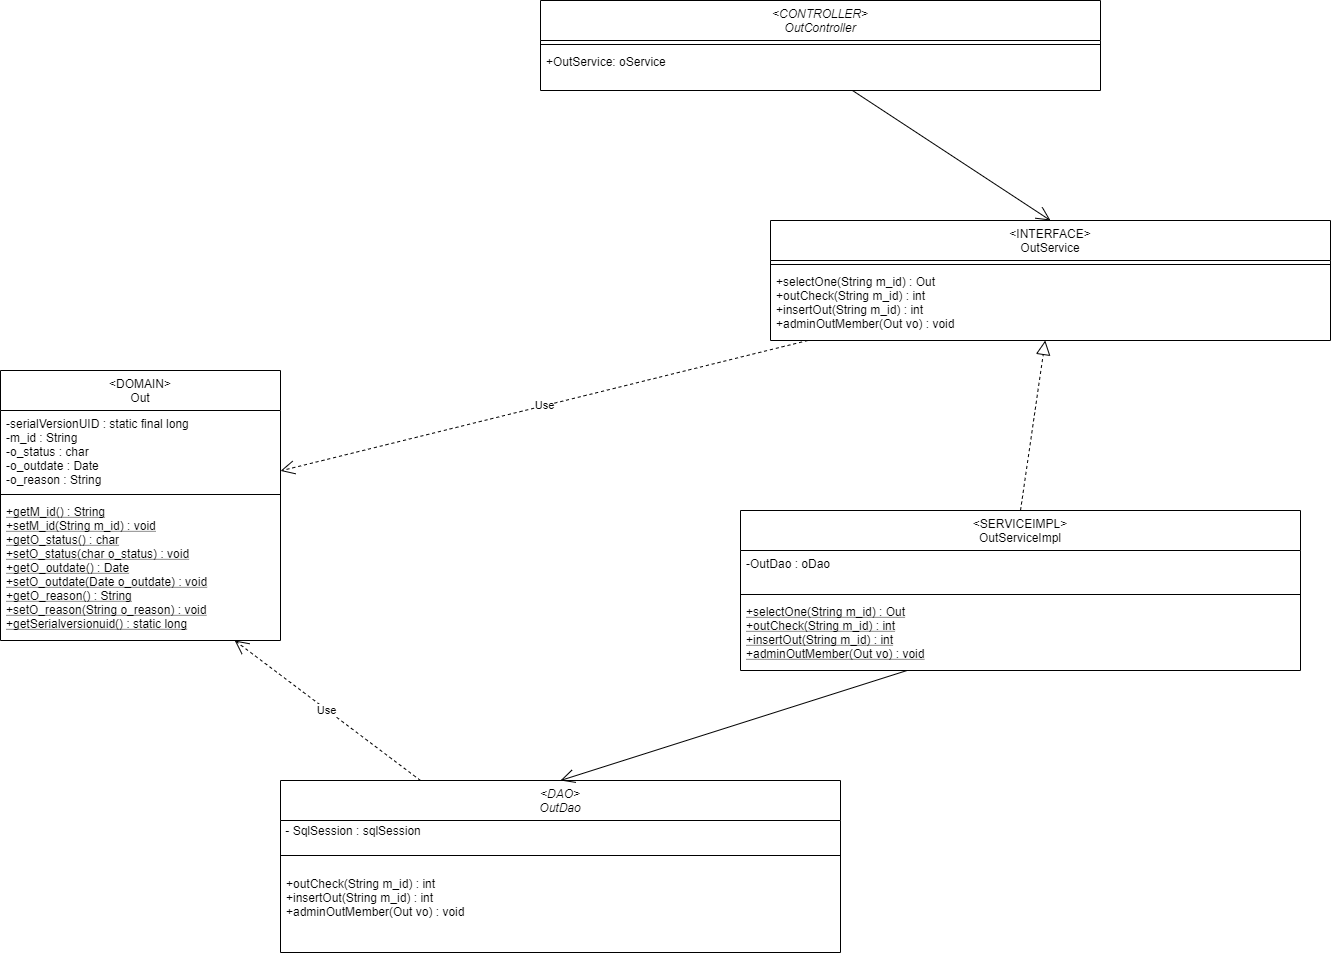 <CONTROLLER>
OutController
+OutService: oService
<INTERFACE>
OutService
+selectOne(String m_id) : Out
+outCheck(String m_id) : int
+insertOut(String m_id) : int
+adminOutMember(Out vo) : void
Use
<DOMAIN>
Out
-serialVersionUID : static final long
-m_id : String
-o_status : char
-o_outdate : Date
-o_reason : String
+getM_id() : String
+setM_id(String m_id) : void
+getO_status() : char
+setO_status(char o_status) : void
+getO_outdate() : Date
+setO_outdate(Date o_outdate) : void
+getO_reason() : String
+setO_reason(String o_reason) : void
+getSerialversionuid() : static long
<SERVICEIMPL>
OutServiceImpl
-OutDao : oDao
+selectOne(String m_id) : Out
+outCheck(String m_id) : int
+insertOut(String m_id) : int
+adminOutMember(Out vo) : void
Use
<DAO>
OutDao
- SqlSession : sqlSession
+outCheck(String m_id) : int
+insertOut(String m_id) : int
+adminOutMember(Out vo) : void